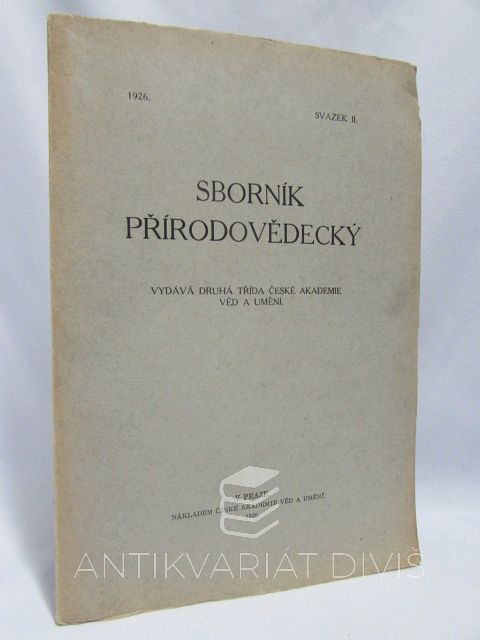 1926.
SVAZEK II.
SBORNÍK
PŘÍRODOVĚDECKÝ
VYDÁVÁ DRUHÁ TŘÍDA ČESKÉ AKADEMIE
VĚD A UMĚNÍ.
V PRAZE
NÁKLADEM ČESKÉ AKADEMIE VĚD A UMĚNÍ.
ANTIKVARIÁT DIVIŠ